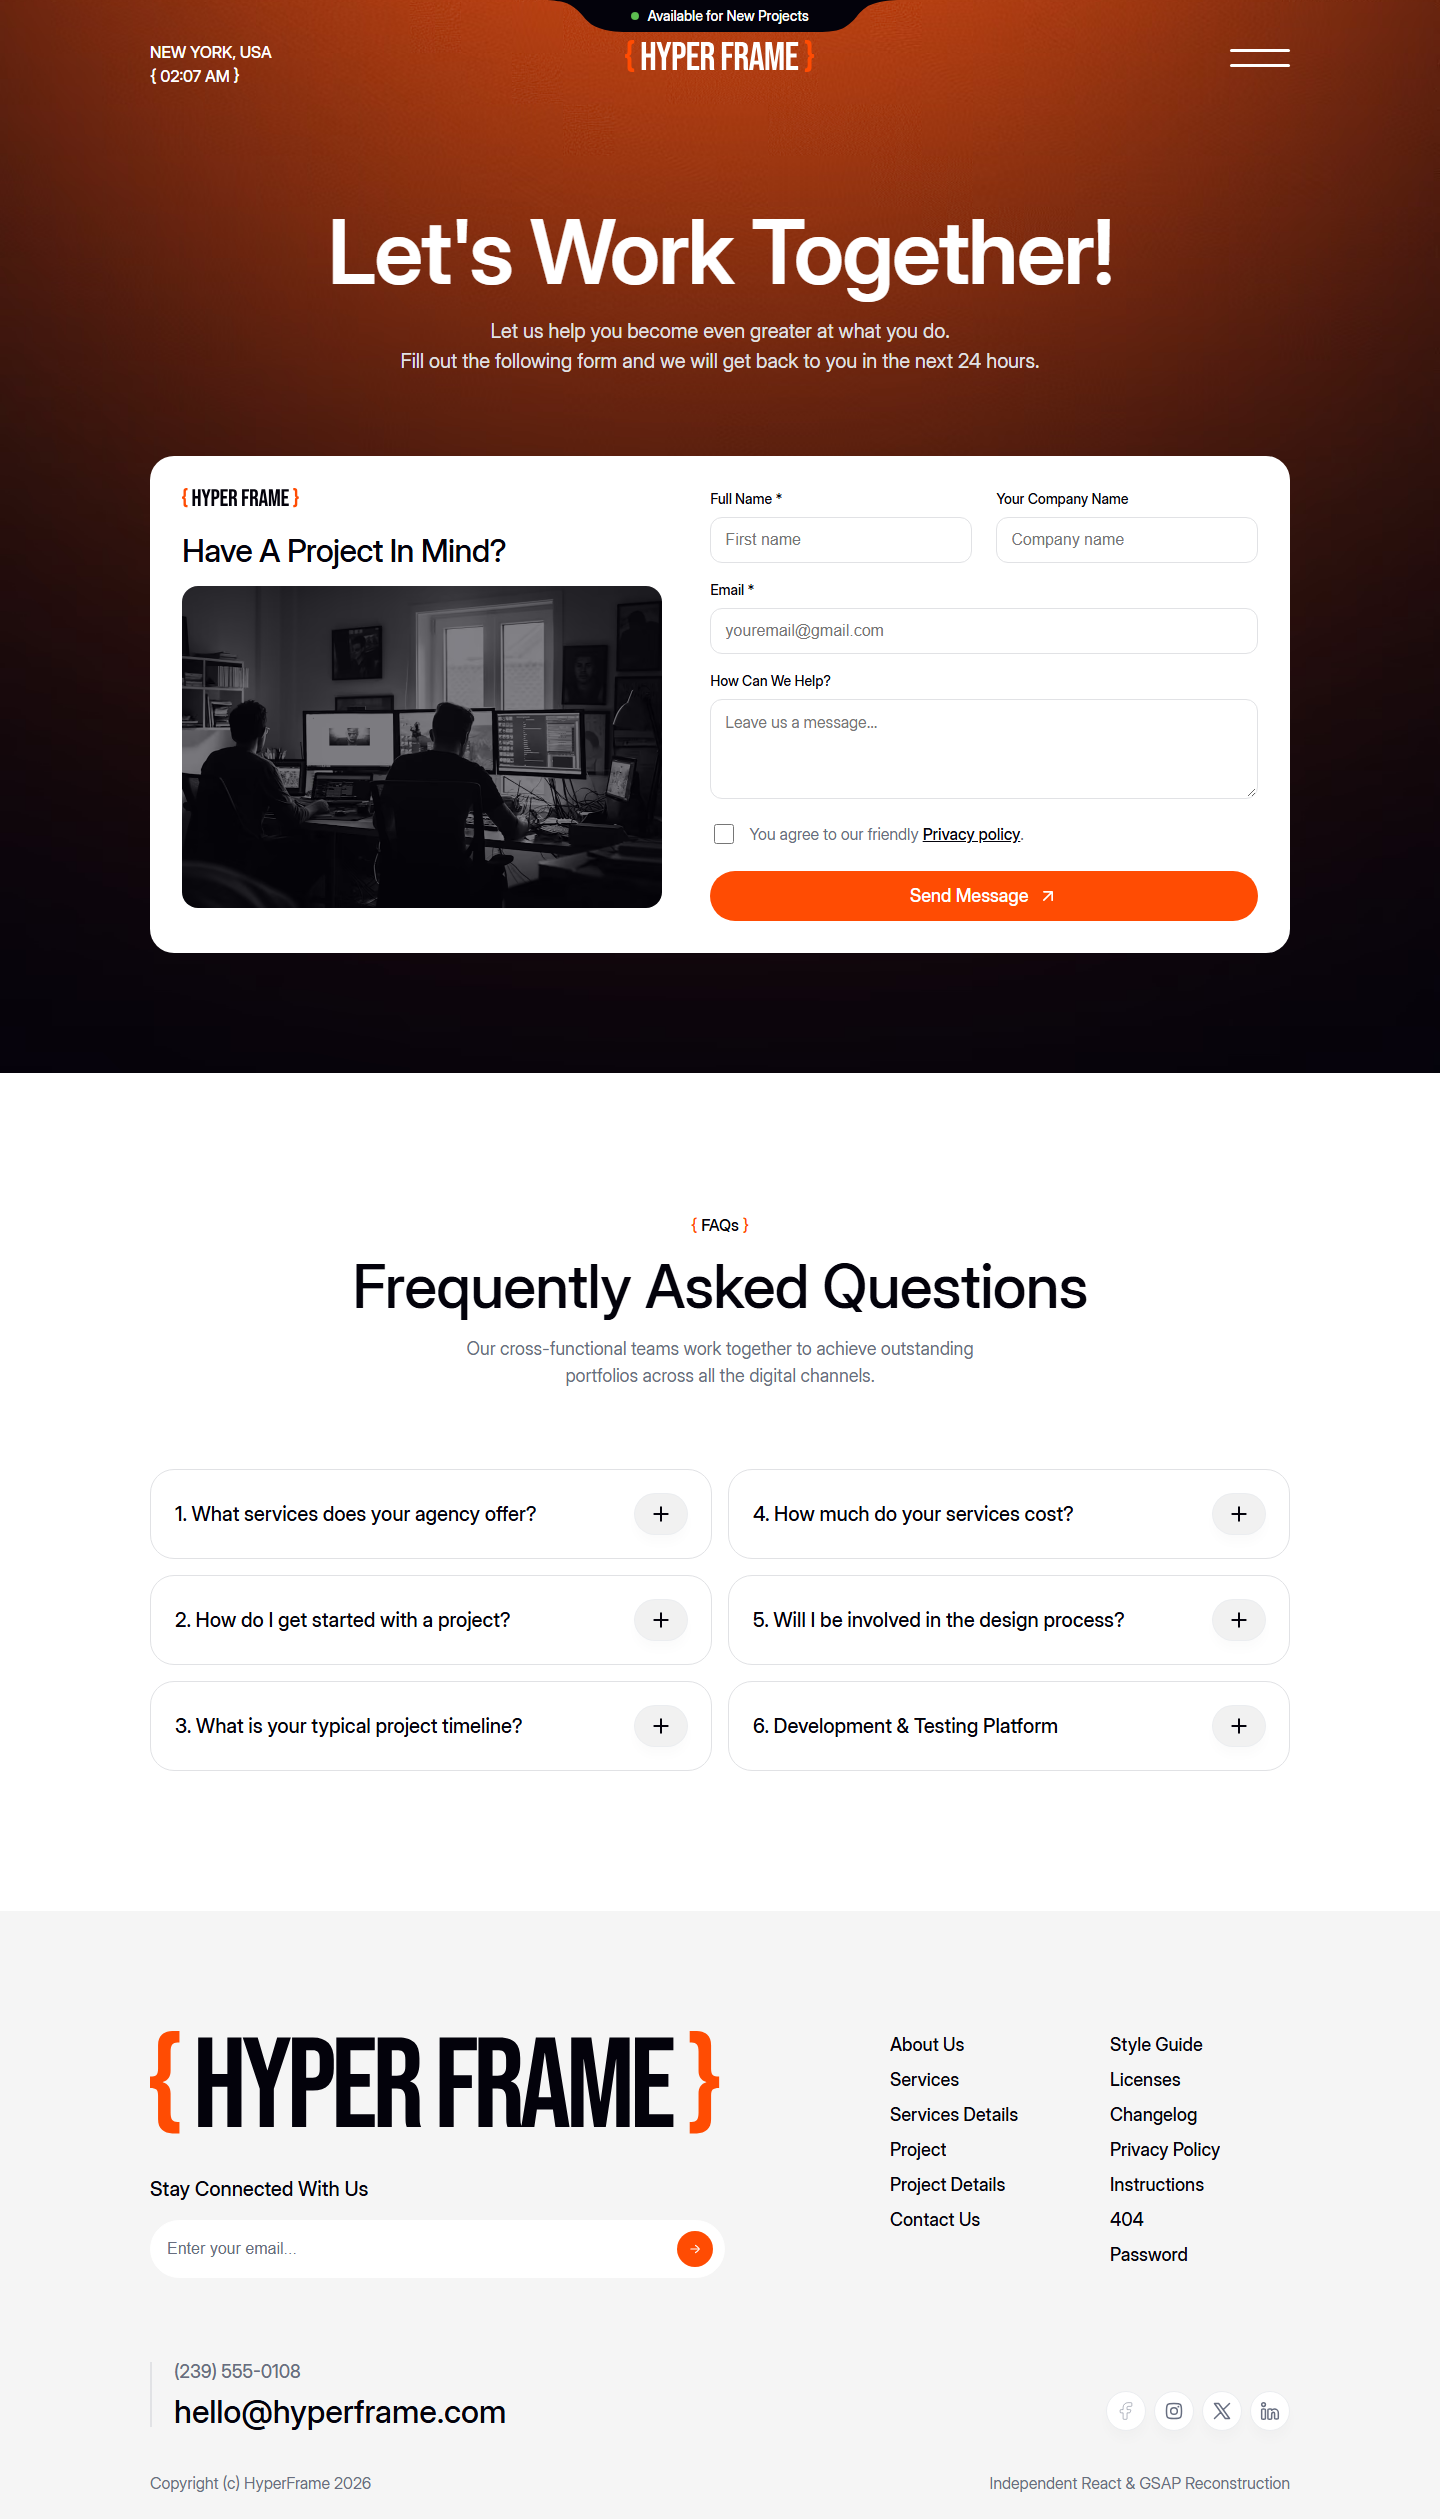 Available for New Projects
NEW YORK, USA
{ 02:07 AM }
{ HYPER FRAME }
Let's Work Together!
Let us help you become even greater at what you do.
Fill out the following form and we will get back to you in the next 24 hours.
{ HYPER FRAME }
Have A Project In Mind?
Full Name *
Your Company Name
First name
Company name
Email *
youremail@gmail.com
How Can We Help?
Leave us a message...
You agree to our friendly Privacy policy.
Send Message
{ FAQs }
Frequently Asked Questions
Our cross-functional teams work together to achieve outstanding
portfolios across all the digital channels.
1. What services does your agency offer?
2. How do I get started with a project?
3. What is your typical project timeline?
4. How much do your services cost?
5. Will I be involved in the design process?
6. Development & Testing Platform
{ HYPER FRAME }
Stay Connected With Us
Enter your email...
About Us
Services
Services Details
Project
Project Details
Contact Us
Style Guide
Licenses
Changelog
Privacy Policy
Instructions
404
Password
(239) 555-0108
hello@hyperframe.com
Copyright (c) HyperFrame 2026
Independent React & GSAP Reconstruction